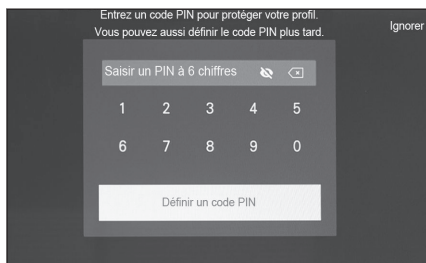 Entrez un code PIN pour protéger votre profil.
Vous pouvez aussi définir le code PIN plus tard.
Ignorer
Saisir un PIN à 6 chiffres
1 2 3 4 5
6 7 8 9 0
Définir un code PIN